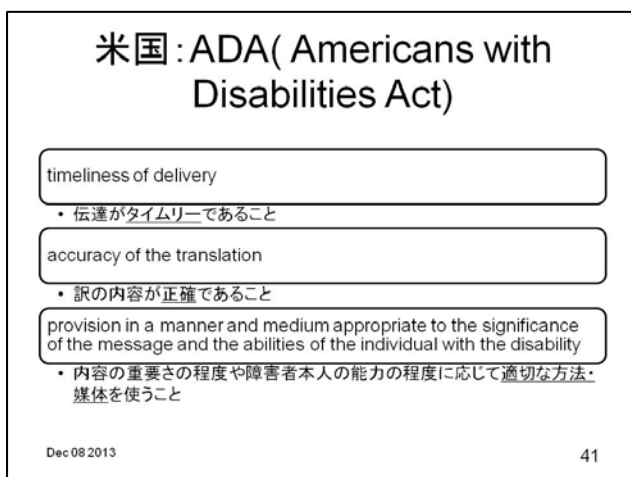 米国:ADA( Americans with
Disabilities Act)
timeliness of delivery
• 伝達がタイムリーであること
accuracy of the translation
• 訳の内容が正確であること
provision in a manner and medium appropriate to the significance
of the message and the abilities of the individual with the disability
• 内容の重要さの程度や障害者本人の能力の程度に応じて適切な方法・
媒体を使うこと
Dec 08 2013
41